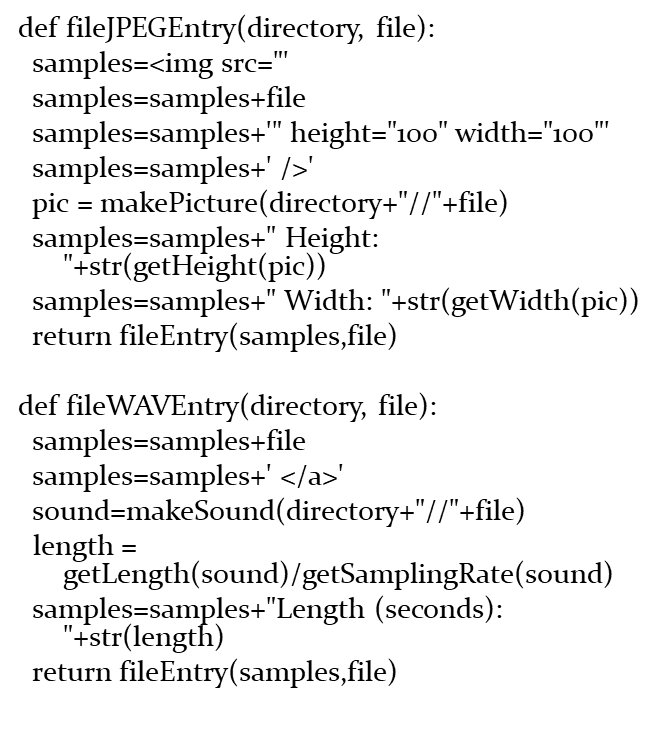 def fileJPEGEntry(directory, file):
samples=<img src="'
samples=samples+file
samples=samples+'" height="100" width="100"'
samples=samples+' />'
pic = makePicture(directory+"//"+file)
samples=samples+" Height:
"+str(getHeight(pic))
samples=samples+" Width: "+str(getWidth(pic))
return fileEntry(samples,file)
def fileWAVEntry(directory, file):
samples=samples+file
samples=samples+' </a>'
sound=makeSound(directory+"//"+file)
length =
getLength(sound)/getSamplingRate(sound)
samples=samples+"Length (seconds):
"+str(length)
return fileEntry(samples,file)